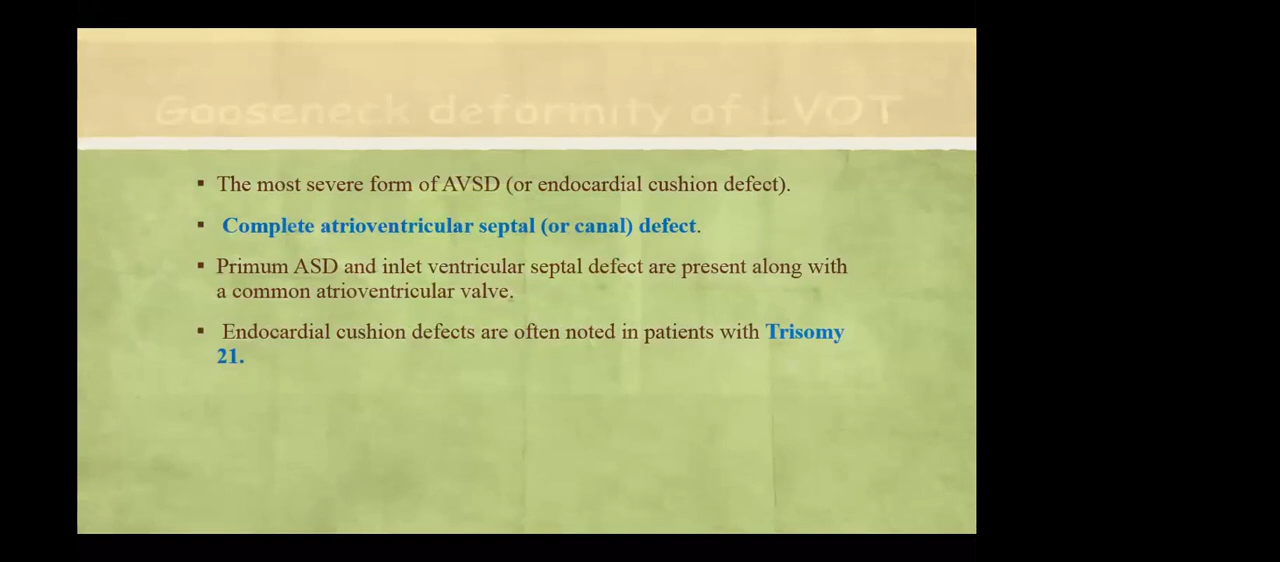 Gooseneck deformity of LVOT
▪ The most severe form of AVSD (or endocardial cushion defect).
▪ Complete atrioventricular septal (or canal) defect.
▪ Primum ASD and inlet ventricular septal defect are present along with
a common atrioventricular valve.
▪ Endocardial cushion defects are often noted in patients with Trisomy
21.